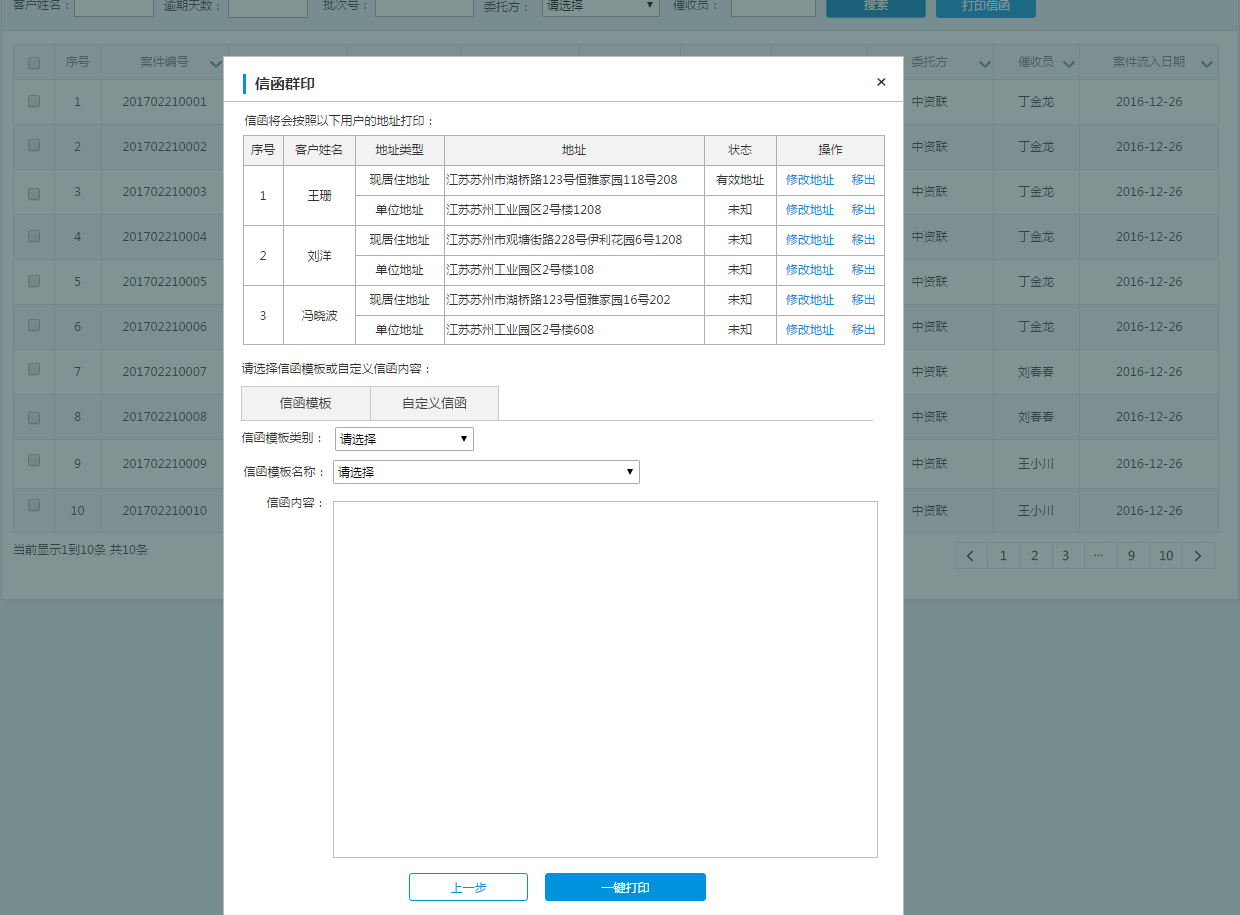 客户姓名： 逾期天数： 批次号： 委托方： 请选择 催收员： 搜索 打印信函
序号 案件编号 委托方 催收员 案件流入日期
1 201702210001 中资联 丁金龙 2016-12-26
2 201702210002 中资联 丁金龙 2016-12-26
3 201702210003 中资联 丁金龙 2016-12-26
4 201702210004 中资联 丁金龙 2016-12-26
5 201702210005 中资联 丁金龙 2016-12-26
6 201702210006 中资联 丁金龙 2016-12-26
7 201702210007 中资联 刘春春 2016-12-26
8 201702210008 中资联 刘春春 2016-12-26
9 201702210009 中资联 王小川 2016-12-26
10 201702210010 中资联 王小川 2016-12-26
当前显示1到10条 共10条
1 2 3 ··· 9 10
信函群印 ×
信函将会按照以下用户的地址打印：
序号 客户姓名 地址类型 地址 状态 操作
1 王珊 现居住地址 江苏苏州市湖桥路123号恒雅家园118号208 有效地址 修改地址 移出
单位地址 江苏苏州工业园区2号楼1208 未知 修改地址 移出
2 刘洋 现居住地址 江苏苏州市观塘街路228号伊利花园6号1208 未知 修改地址 移出
单位地址 江苏苏州工业园区2号楼108 未知 修改地址 移出
3 冯晓波 现居住地址 江苏苏州市湖桥路123号恒雅家园16号202 未知 修改地址 移出
单位地址 江苏苏州工业园区2号楼608 未知 修改地址 移出
请选择信函模板或自定义信函内容：
信函模板 自定义信函
信函模板类别： 请选择
信函模板名称： 请选择
信函内容：
上一步 一键打印